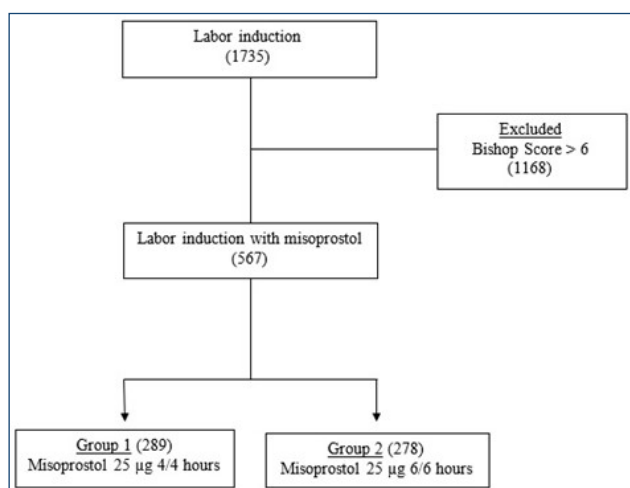 Labor induction
(1735)
Excluded
Bishop Score > 6
(1168)
Labor induction with misoprostol
(567)
Group 1 (289)
Misoprostol 25 µg 4/4 hours
Group 2 (278)
Misoprostol 25 µg 6/6 hours